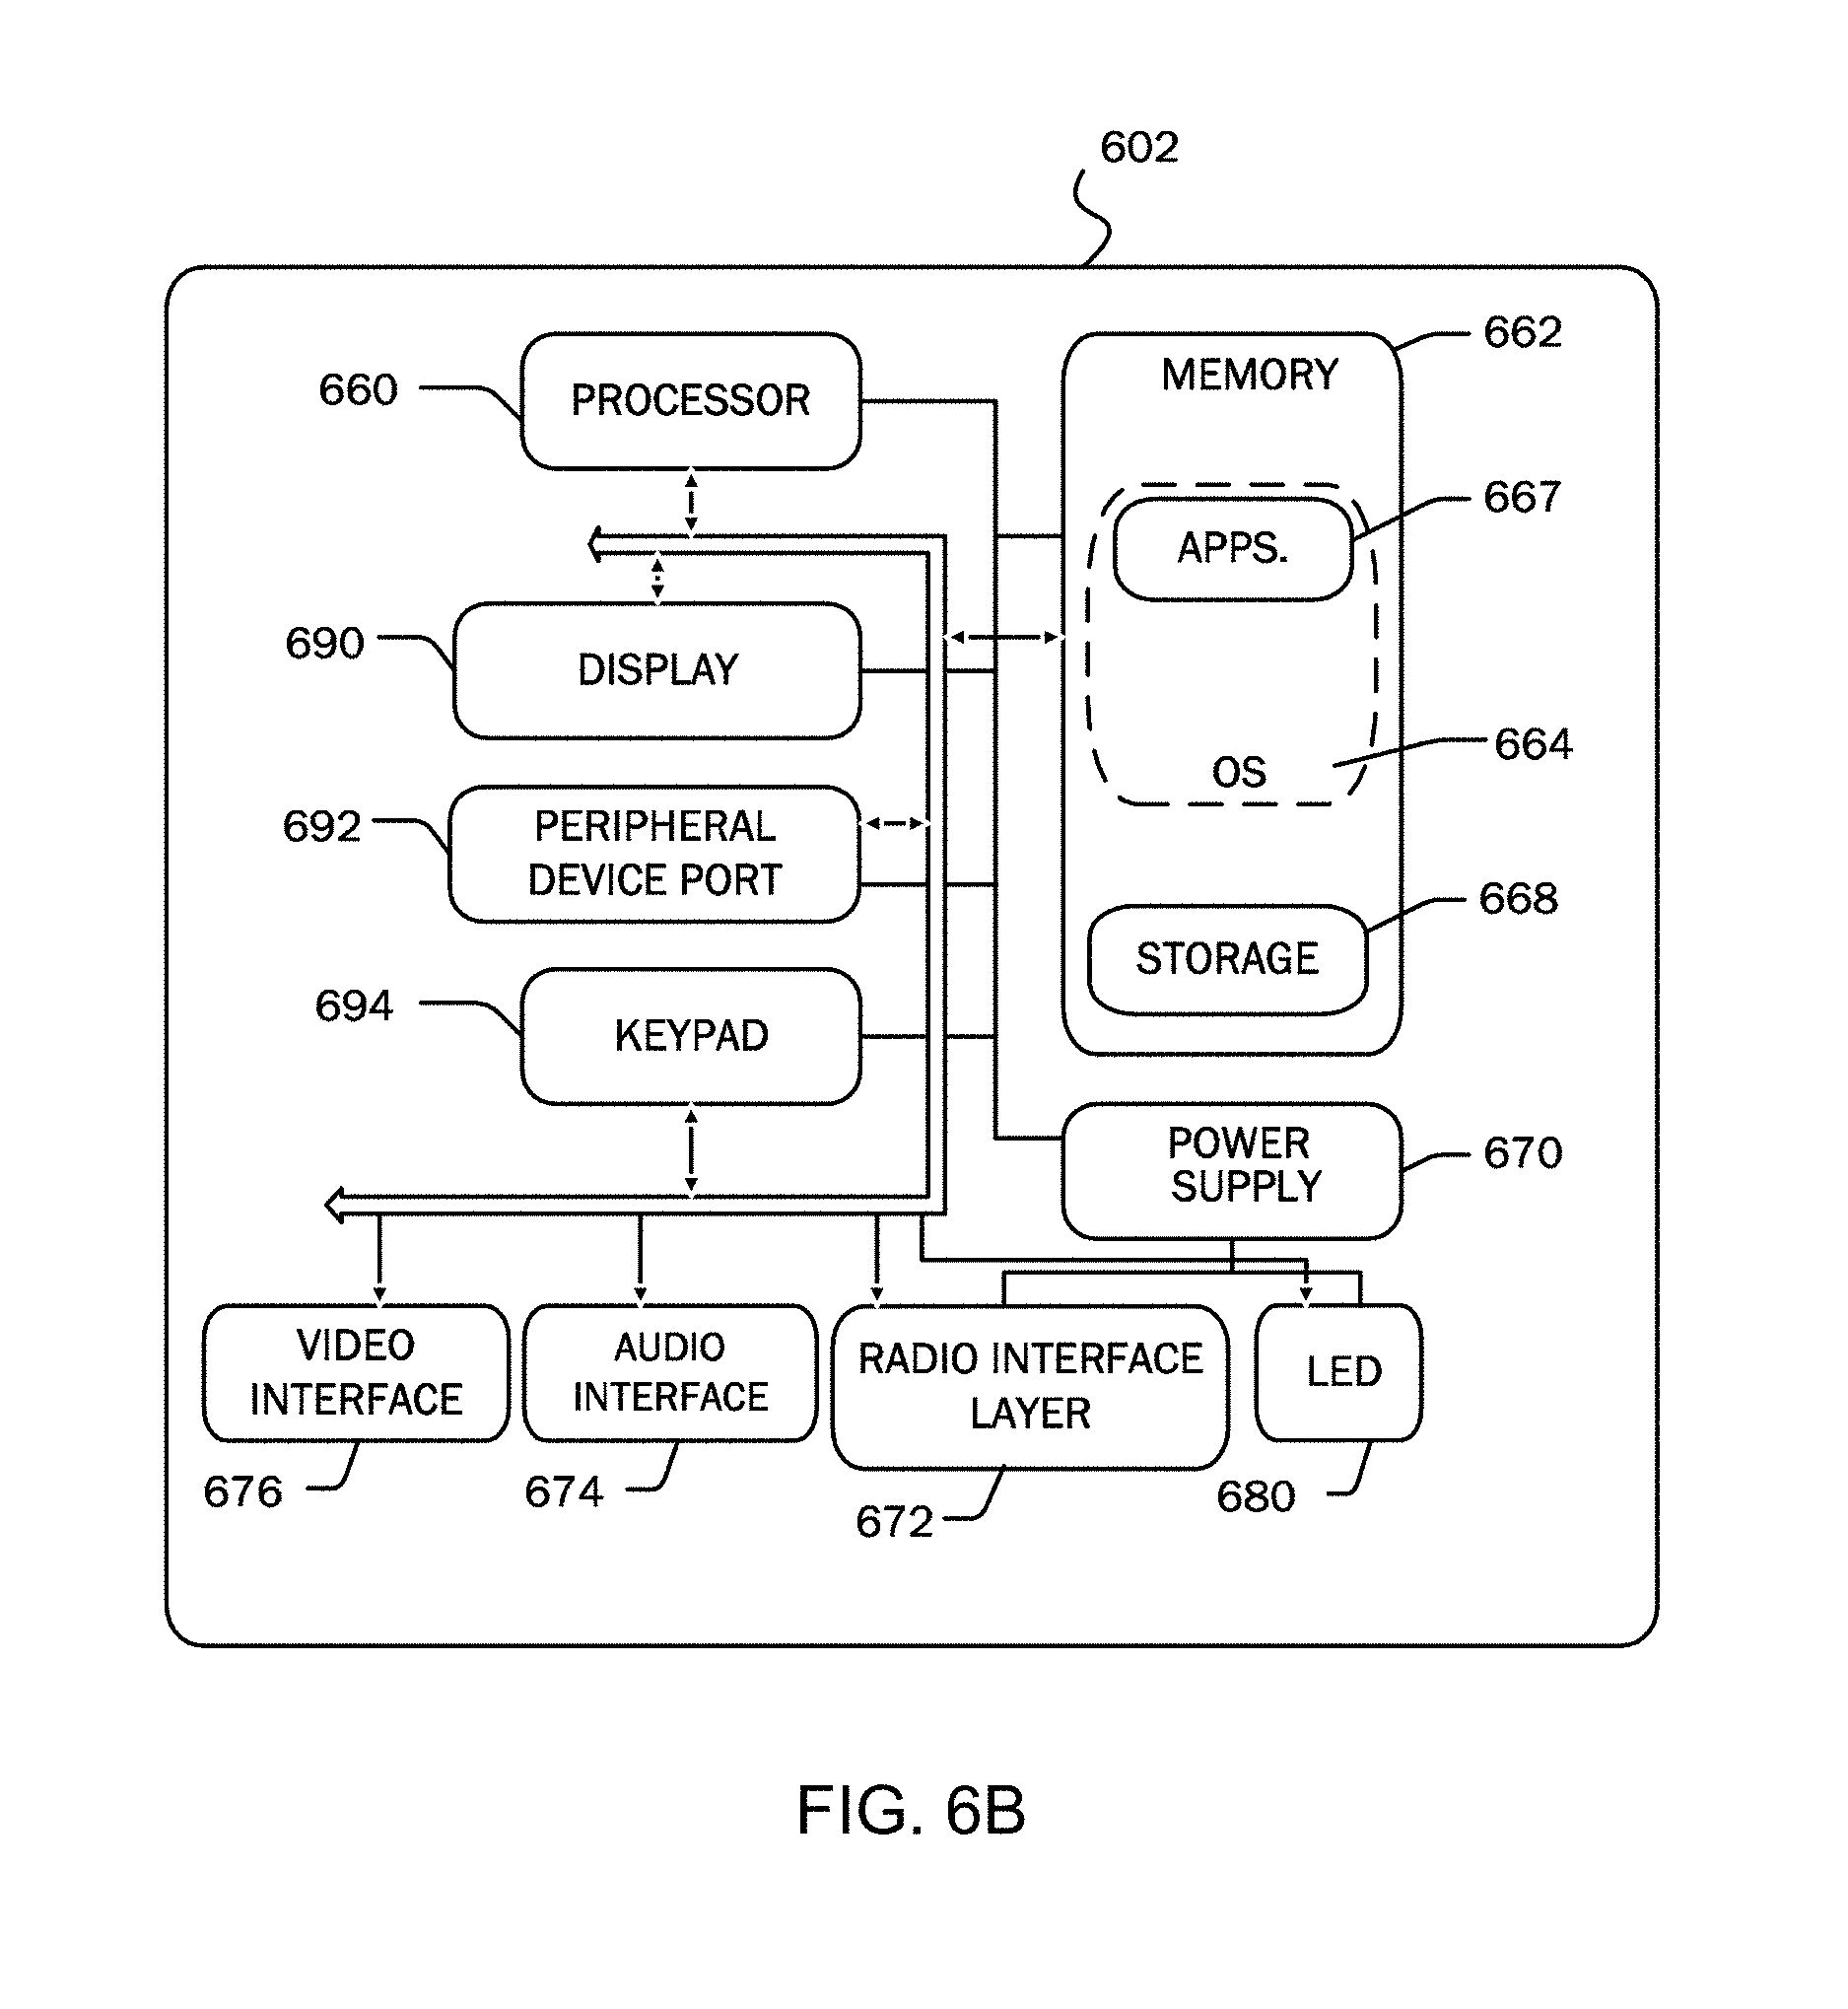 602
662
MEMORY
660
PROCESSOR
667
APPS.
690
DISPLAY
664
OS
692
PERIPHERAL
DEVICE PORT
668
STORAGE
694
KEYPAD
POWER
SUPPLY
670
VIDEO
INTERFACE
AUDIO
INTERFACE
RADIO INTERFACE
LAYER
LED
676
674
672
680
FIG. 6B